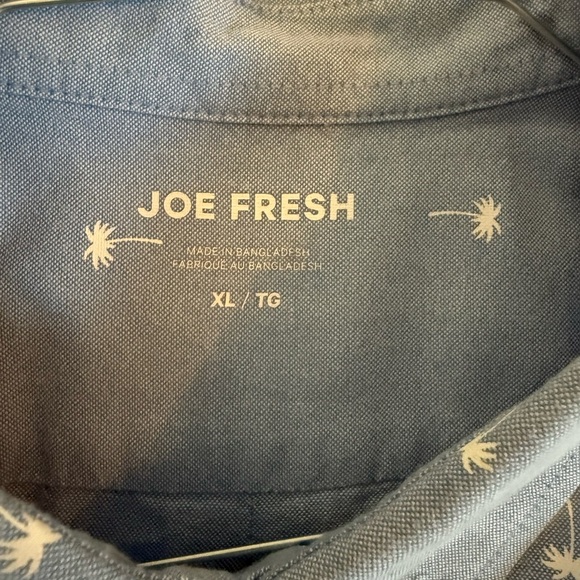 JOE FRESH
MADE IN BANGLADESH
FABRIQUÉ AU BANGLADESH
XL / TG